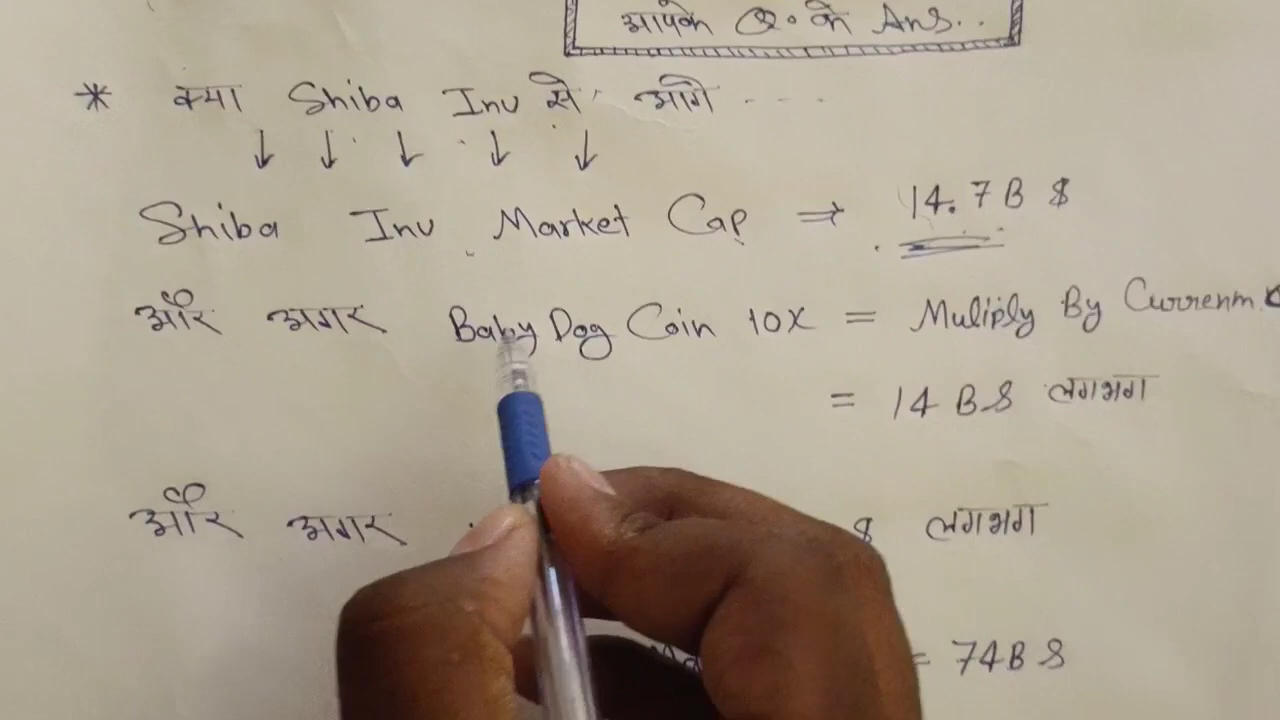 आपके Q. के Ans..
* क्या Shiba Inu से आगे ....
↓ ↓ ↓ ↓ ↓
Shiba Inu Market Cap ⇒ 14.7B $
और अगर Baby Dog Coin 10X = Muliply By
= 14 B $ लगभग
और अगर $ लगभग
= 74B $